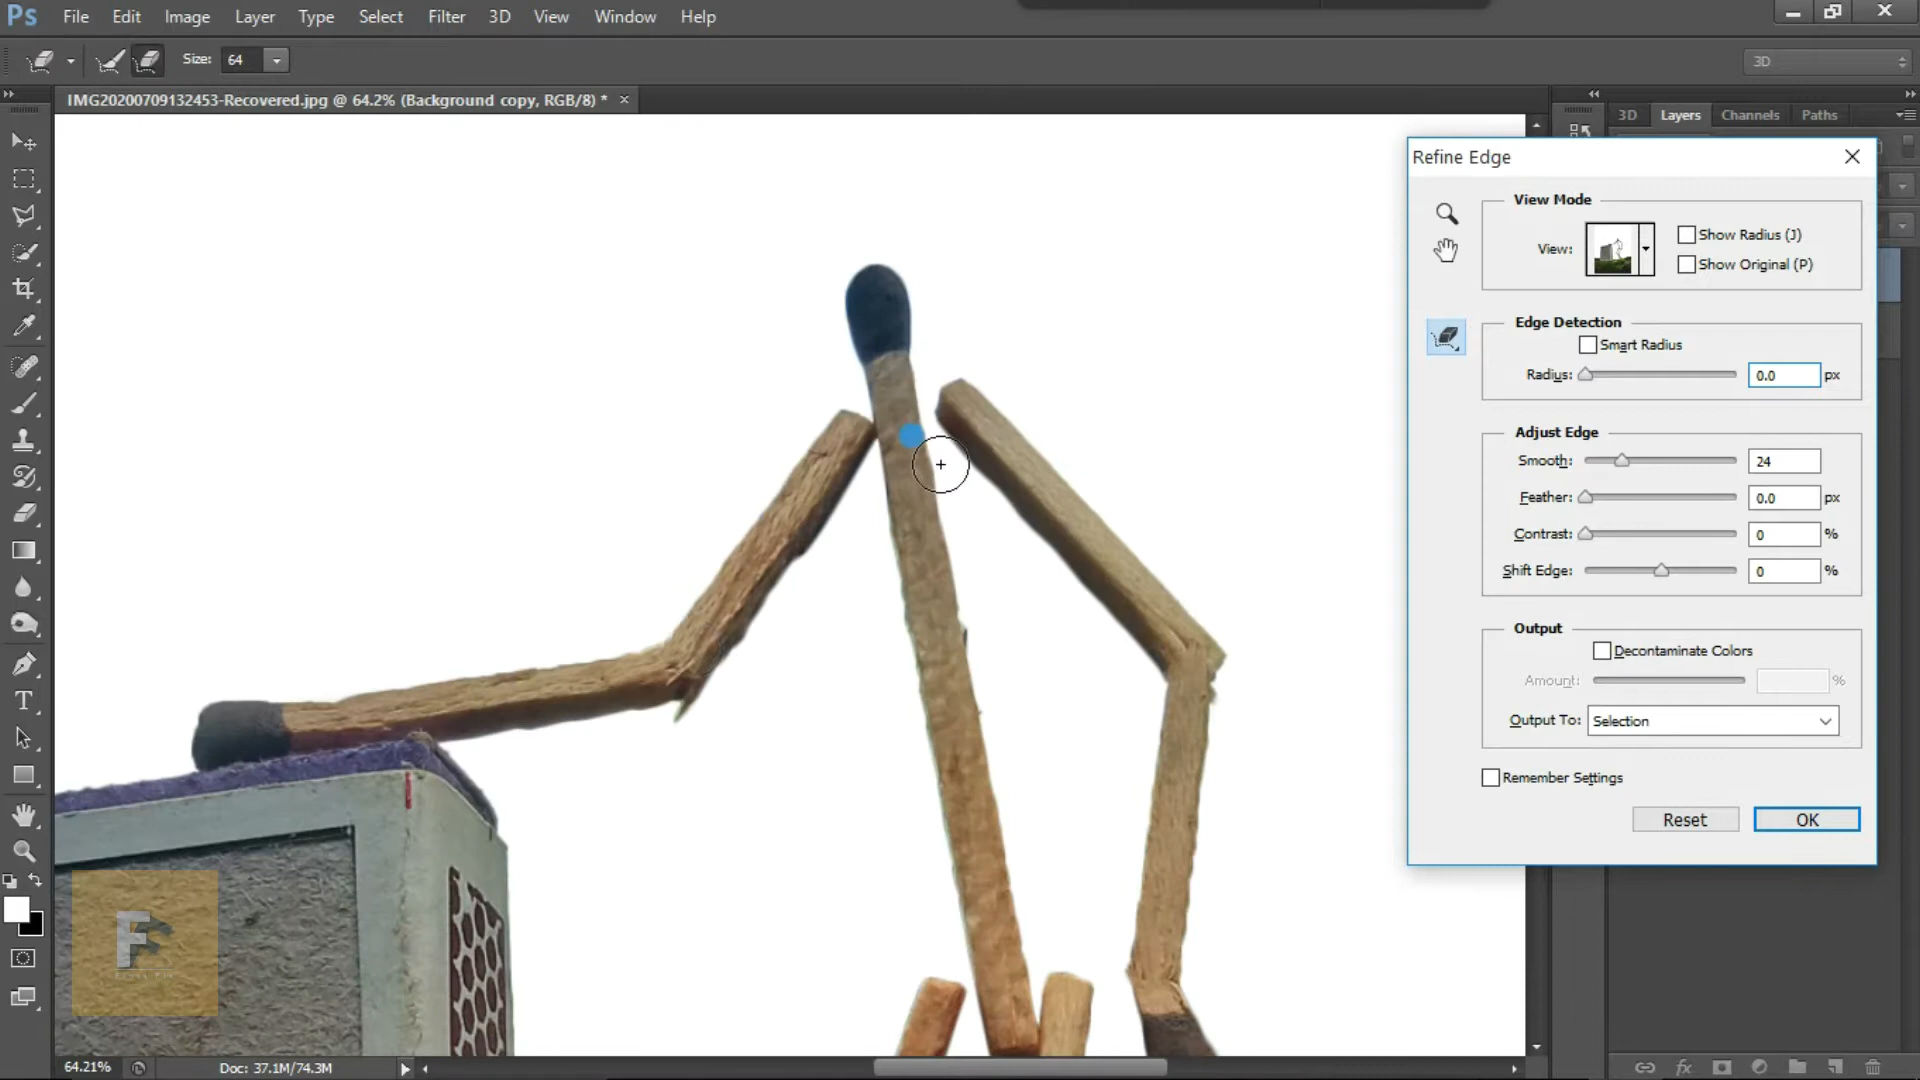 Ps File Edit Image Layer Type Select Filter 3D View Window Help
Size: 64 3D
IMG20200709132453-Recovered.jpg @ 64.2% (Background copy, RGB/8) *
3D Layers Channels Paths
Refine Edge
View Mode
View: Show Radius (J)
Show Original (P)
Edge Detection
Smart Radius
Radius: 0.0 px
Adjust Edge
Smooth: 24
Feather: 0.0 px
Contrast: 0 %
Shift Edge: 0 %
Output
Decontaminate Colors
Amount: %
Output To: Selection
Remember Settings
Reset OK
64.21% Doc: 37.1M/74.3M